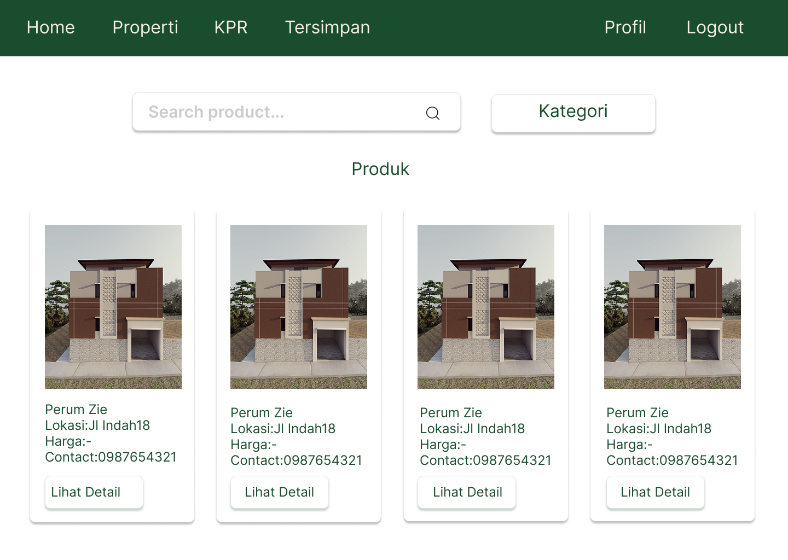 Home Properti KPR Tersimpan Profil Logout
Search product... Kategori
Produk
Perum Zie
Lokasi:Jl Indah18
Harga:-
Contact:0987654321
Lihat Detail
Perum Zie
Lokasi:Jl Indah18
Harga:-
Contact:0987654321
Lihat Detail
Perum Zie
Lokasi:Jl Indah18
Harga:-
Contact:0987654321
Lihat Detail
Perum Zie
Lokasi:Jl Indah18
Harga:-
Contact:0987654321
Lihat Detail